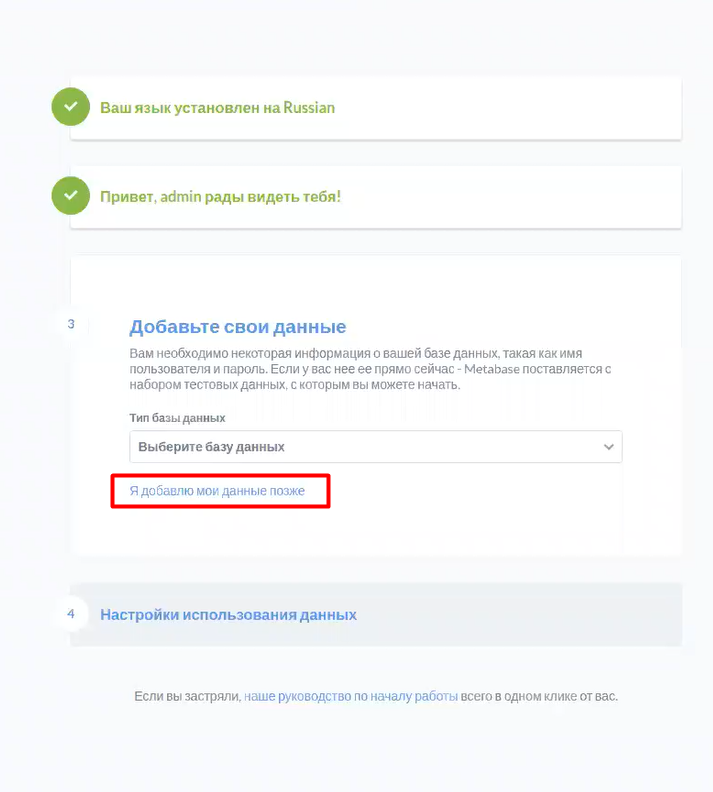 Ваш язык установлен на Russian
Привет, admin рады видеть тебя!
3
Добавьте свои данные
Вам необходимо некоторая информация о вашей базе данных, такая как имя
пользователя и пароль. Если у вас нее ее прямо сейчас - Metabase поставляется с
набором тестовых данных, с которым вы можете начать.
Тип базы данных
Выберите базу данных
Я добавлю мои данные позже
4
Настройки использования данных
Если вы застряли, наше руководство по началу работы всего в одном клике от вас.